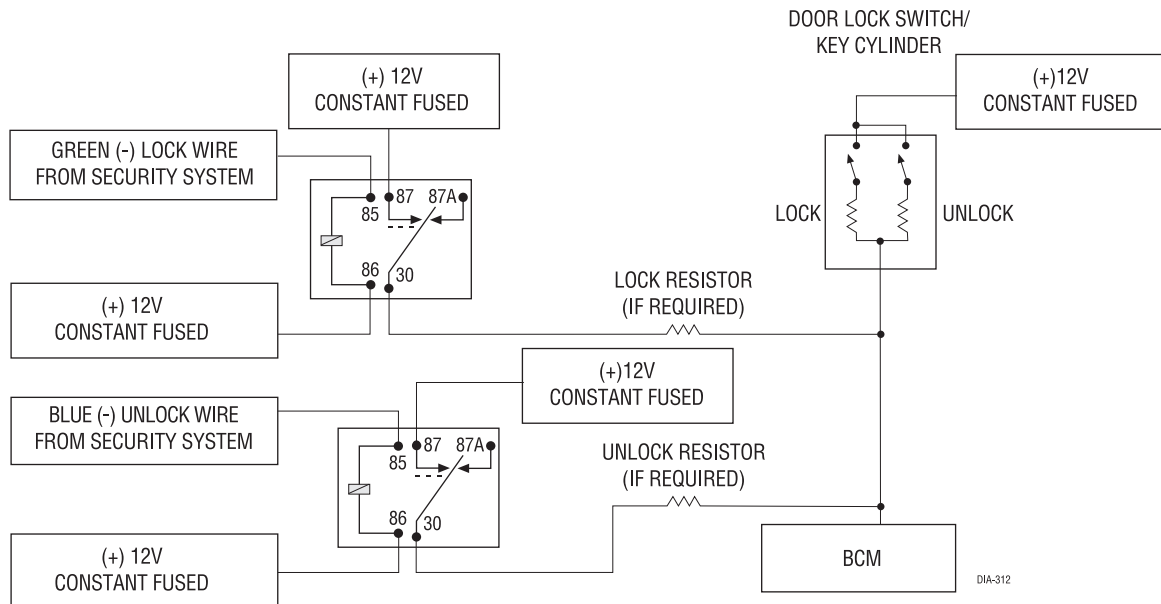 DOOR LOCK SWITCH/
KEY CYLINDER
(+) 12V
CONSTANT FUSED
(+)12V
CONSTANT FUSED
GREEN (-) LOCK WIRE
FROM SECURITY SYSTEM
87
87A
85
86
30
LOCK
UNLOCK
(+) 12V
CONSTANT FUSED
LOCK RESISTOR
(IF REQUIRED)
(+)12V
CONSTANT FUSED
BLUE (-) UNLOCK WIRE
FROM SECURITY SYSTEM
87
87A
85
86
30
UNLOCK RESISTOR
(IF REQUIRED)
(+) 12V
CONSTANT FUSED
BCM
DIA-312